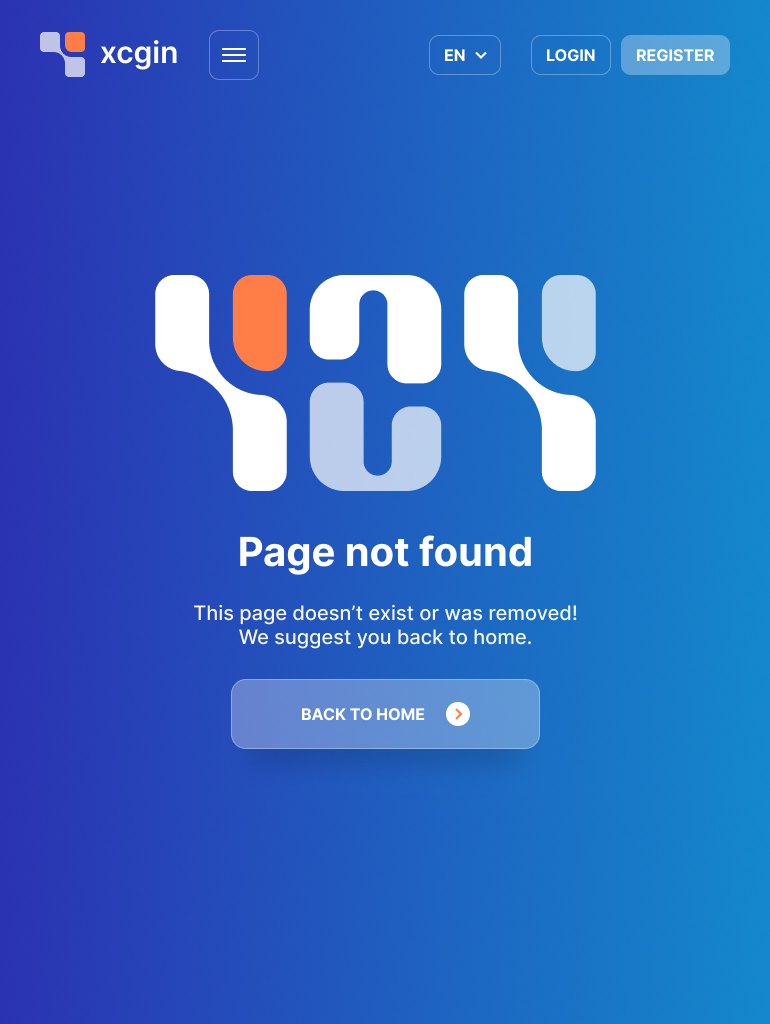 xcgin
EN
LOGIN
REGISTER
404
Page not found
This page doesn’t exist or was removed!
We suggest you back to home.
BACK TO HOME